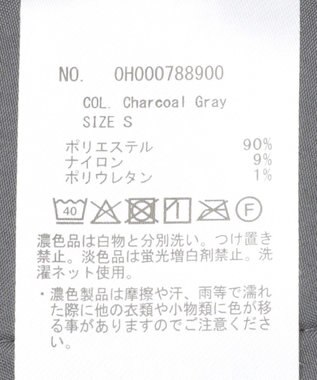 NO. 0H000788900
COL. Charcoal Gray
SIZE S
ポリエステル 90%
ナイロン 9%
ポリウレタン 1%
40 F
濃色品は白物と分別洗い。つけ置き
禁止。淡色品は蛍光増白剤禁止。洗
濯ネット使用。
・濃色製品は摩擦や汗、雨等で濡れ
た際に他の衣類や小物類に色が移
る事がありますのでご注意くださ
い。